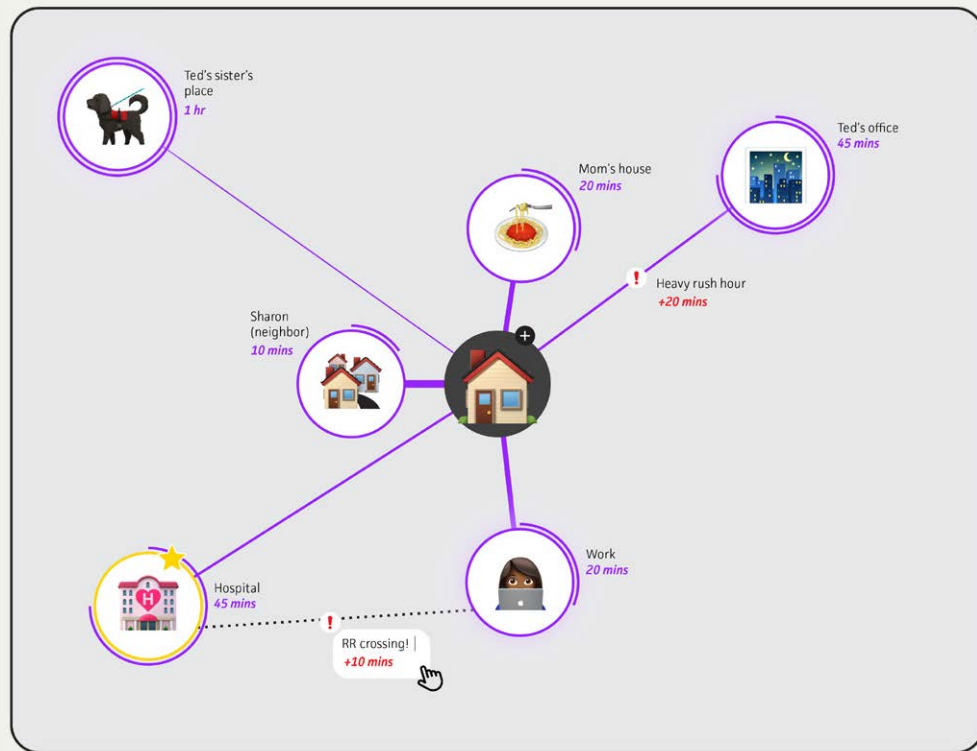 Ted's sister's
place
1 hr
Ted's office
45 mins
Mom's house
20 mins
Heavy rush hour
+20 mins
Sharon
(neighbor)
10 mins
Work
20 mins
Hospital
45 mins
H
RR crossing!
+10 mins